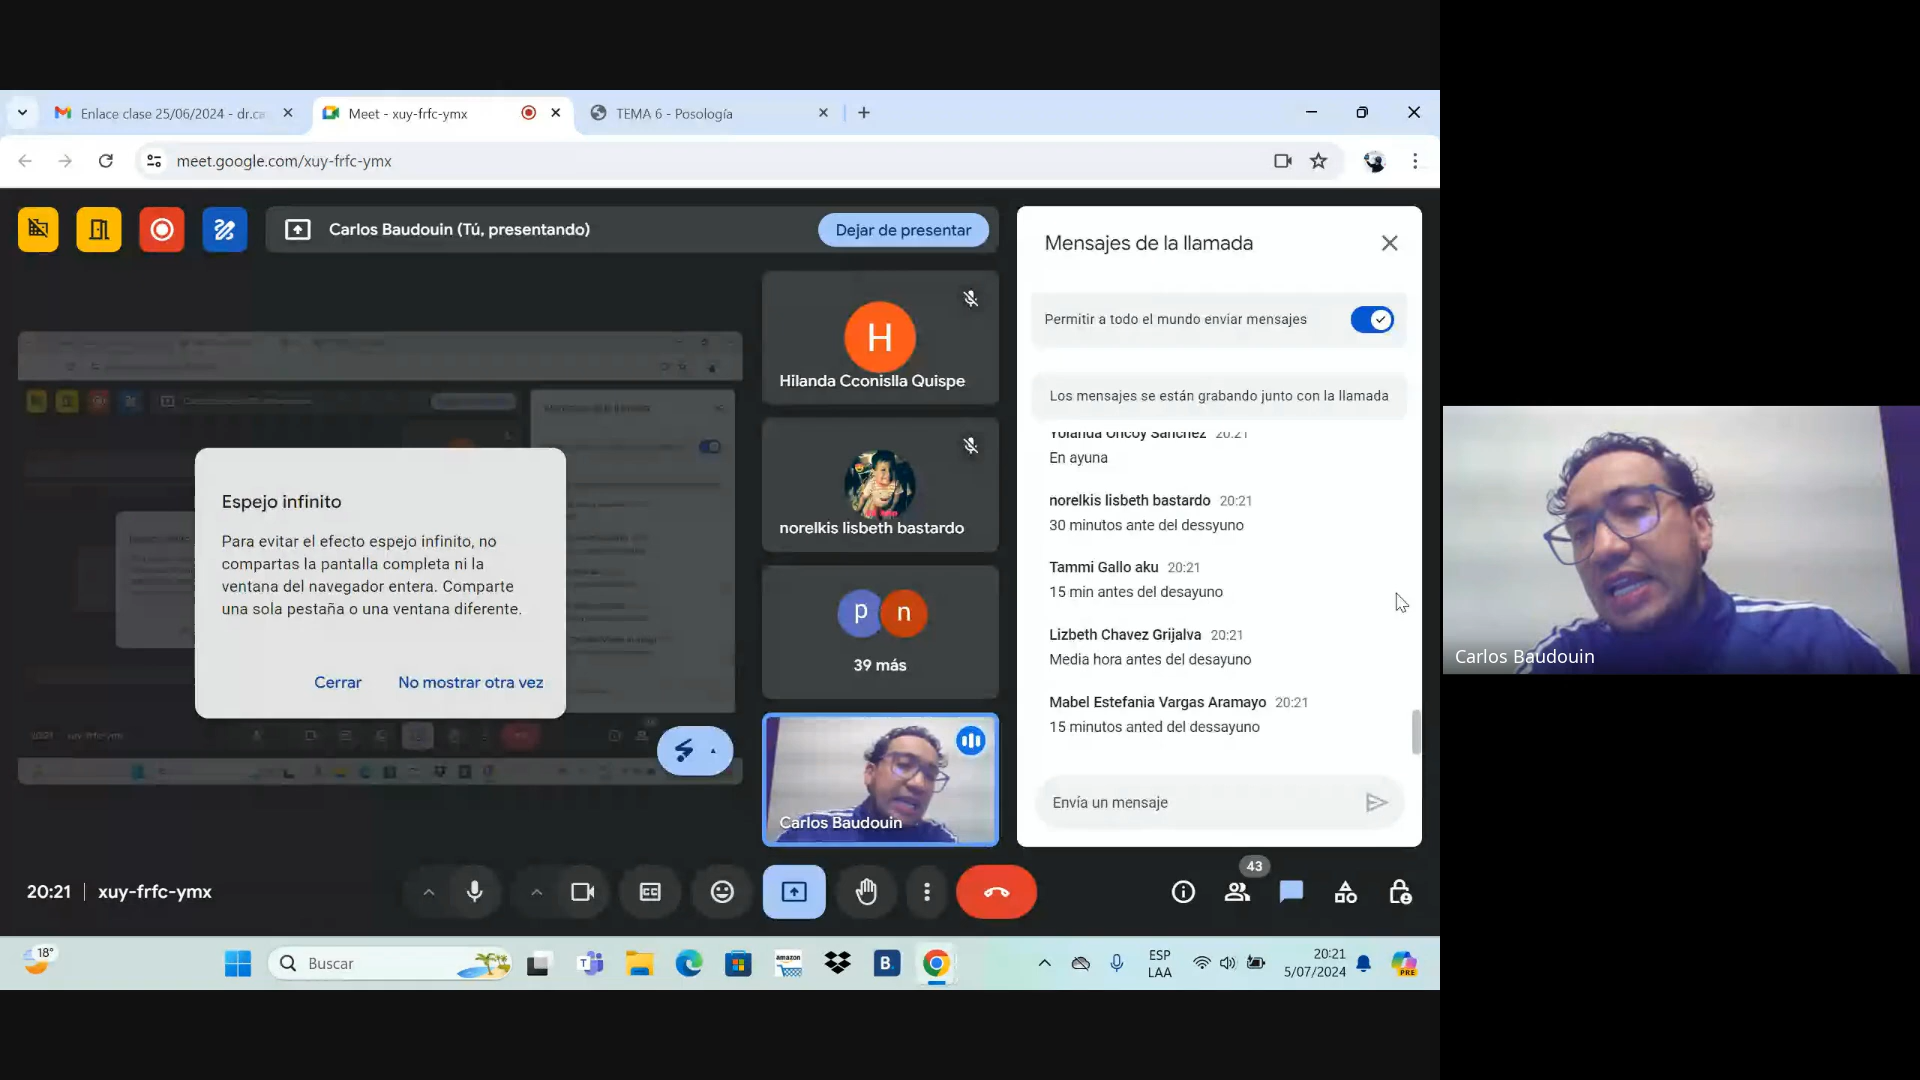 Enlace clase 25/06/2024 - dr.ca
Meet - xuy-frfc-ymx
TEMA 6 - Posología
meet.google.com/xuy-frfc-ymx
Carlos Baudouin (Tú, presentando)
Dejar de presentar
Espejo infinito
Para evitar el efecto espejo infinito, no
compartas la pantalla completa ni la
ventana del navegador entera. Comparte
una sola pestaña o una ventana diferente.
Cerrar
No mostrar otra vez
H
Hilanda Cconislla Quispe
norelkis lisbeth bastardo
p
n
39 más
Carlos Baudouin
Mensajes de la llamada
Permitir a todo el mundo enviar mensajes
Los mensajes se están grabando junto con la llamada
Yolanda Oncoy Sanchez 20:21
En ayuna
norelkis lisbeth bastardo 20:21
30 minutos ante del dessyuno
Tammi Gallo aku 20:21
15 min antes del desayuno
Lizbeth Chavez Grijalva 20:21
Media hora antes del desayuno
Mabel Estefania Vargas Aramayo 20:21
15 minutos anted del dessayuno
Envía un mensaje
Carlos Baudouin
20:21 | xuy-frfc-ymx
43
18°
Buscar
amazon
B.
ESP
LAA
20:21
5/07/2024
PRE